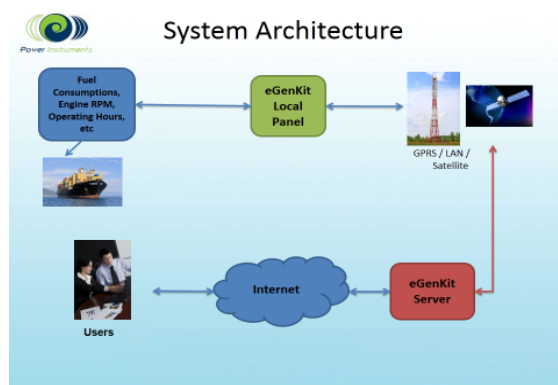 System Architecture
Power Instruments
Fuel
Consumptions,
Engine RPM,
Operating Hours,
etc
eGenKit
Local
Panel
GPRS / LAN /
Satellite
Internet
eGenKit
Server
Users